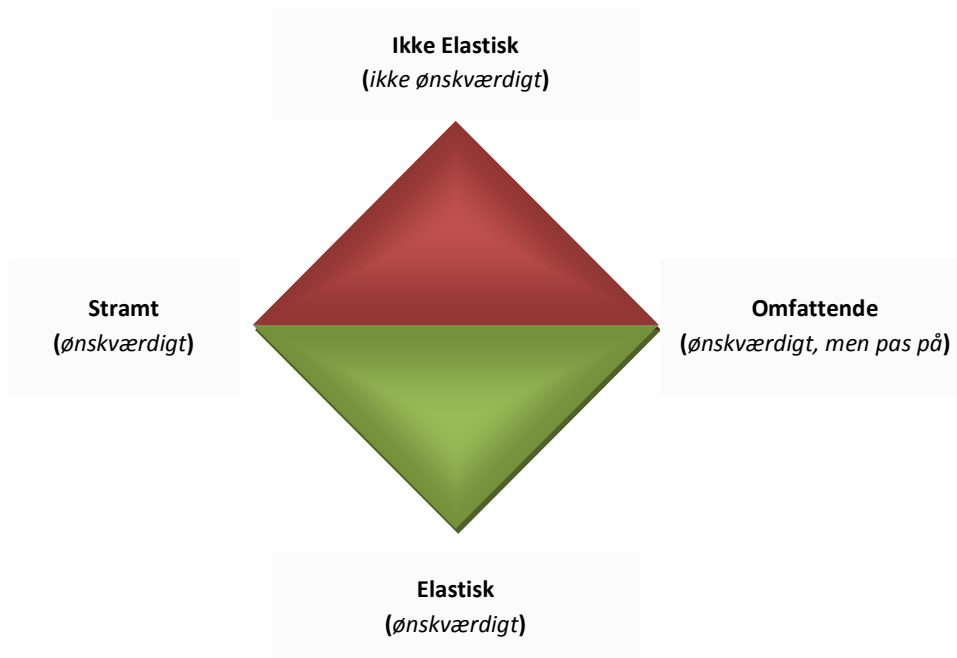 Ikke Elastisk
(ikke ønskværdigt)
Stramt
(ønskværdigt)
Omfattende
(ønskværdigt, men pas på)
Elastisk
(ønskværdigt)